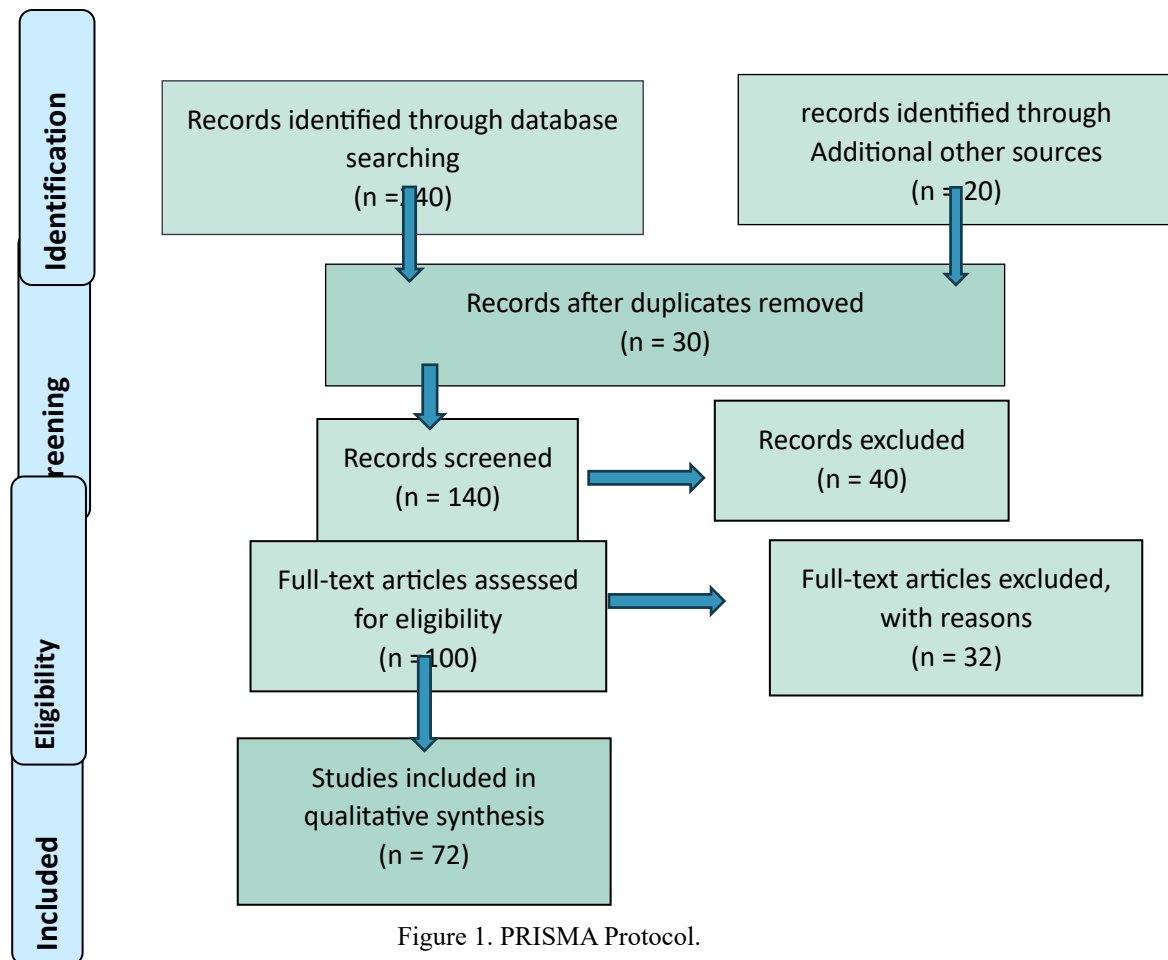 Identification
Records identified through database
searching
(n = 40)
records identified through
Additional other sources
(n = 20)
Records after duplicates removed
(n = 30)
reening
Records screened
(n = 140)
Records excluded
(n = 40)
Eligibility
Full-text articles assessed
for eligibility
(n =100)
Full-text articles excluded,
with reasons
(n = 32)
Included
Studies included in
qualitative synthesis
(n = 72)
Figure 1. PRISMA Protocol.